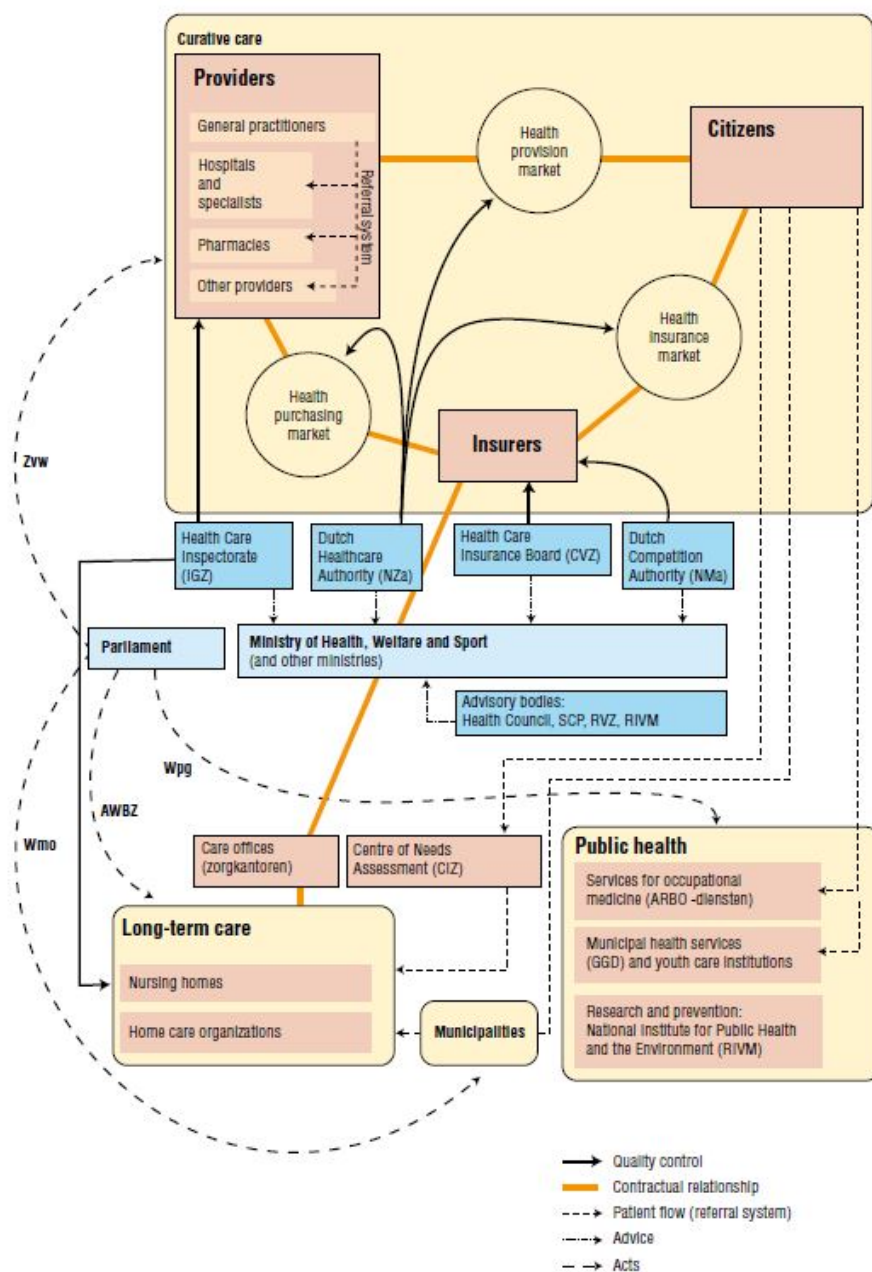 Curative care
Providers
General practitioners
Hospitals
and
specialists
Pharmacies
Other providers
Referral system
Health
provision
market
Citizens
Health
insurance
market
Health
purchasing
market
Insurers
Zvw
Health Care
Inspectorate
(IGZ)
Dutch
Healthcare
Authority (NZa)
Health Care
Insurance Board (CVZ)
Dutch
Competition
Authority (NMa)
Parliament
Ministry of Health, Welfare and Sport
(and other ministries)
Advisory bodies:
Health Council, SCP, RVZ, RIVM
Wpg
AWBZ
Wmo
Care offices
(zorgkantoren)
Centre of Needs
Assessment (CIZ)
Long-term care
Nursing homes
Home care organizations
Municipalities
Public health
Services for occupational
medicine (ARBO -diensten)
Municipal health services
(GGD) and youth care institutions
Research and prevention:
National Institute for Public Health
and the Environment (RIVM)
Quality control
Contractual relationship
Patient flow (referral system)
Advice
Acts